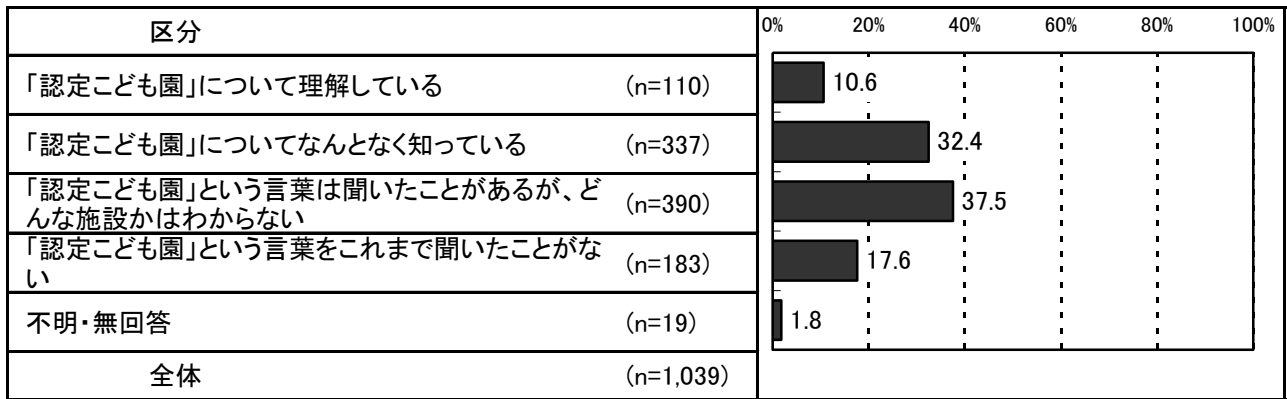 区分
0% 20% 40% 60% 80% 100%
「認定こども園」について理解している (n=110) 10.6
「認定こども園」についてなんとなく知っている (n=337) 32.4
「認定こども園」という言葉は聞いたことがあるが、ど
んな施設かはわからない (n=390) 37.5
「認定こども園」という言葉をこれまで聞いたことがな
い (n=183) 17.6
不明・無回答 (n=19) 1.8
全体 (n=1,039)